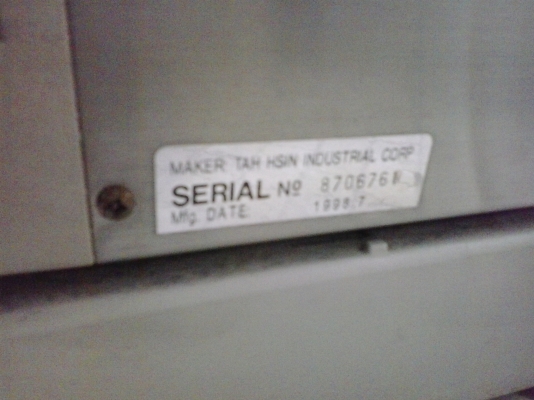 MAKER: TAH HSIN INDUSTRIAL CORP
SERIAL Nº
Mfg. DATE: 1998.7